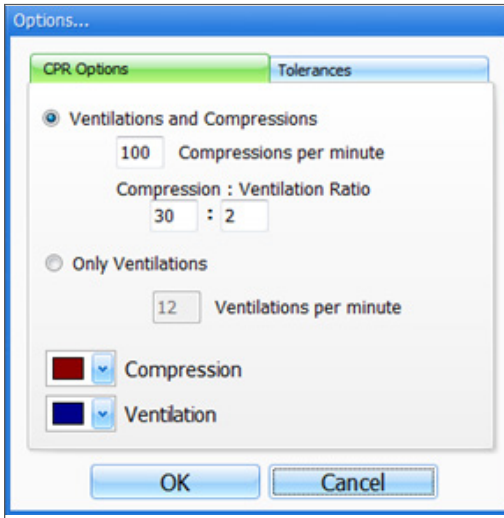 Options...
CPR Options Tolerances
Ventilations and Compressions
100 Compressions per minute
Compression : Ventilation Ratio
30 : 2
Only Ventilations
12 Ventilations per minute
Compression
Ventilation
OK Cancel